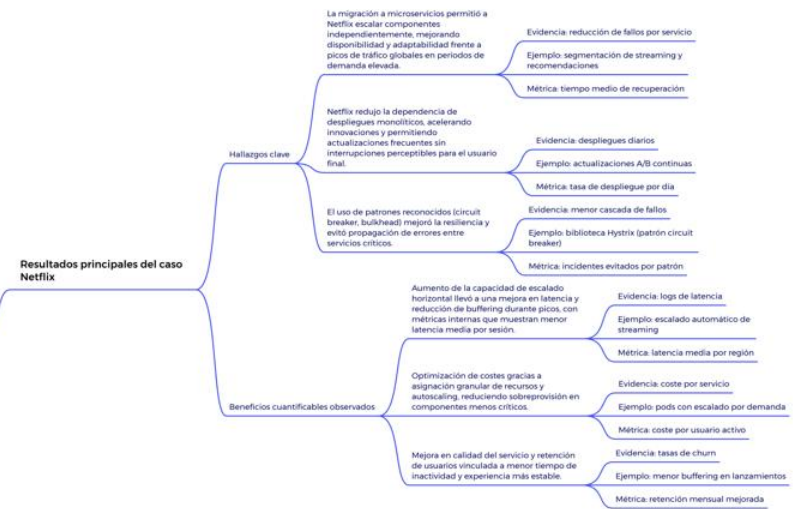 Resultados principales del caso
Netflix
Hallazgos clave
La migración a microservicios permitió a
Netflix escalar componentes
independientemente, mejorando
disponibilidad y adaptabilidad frente a
picos de tráfico globales en periodos de
demanda elevada.
Evidencia: reducción de fallos por servicio
Ejemplo: segmentación de streaming y
recomendaciones
Métrica: tiempo medio de recuperación
Netflix redujo la dependencia de
despliegues monolíticos, acelerando
innovaciones y permitiendo
actualizaciones frecuentes sin
interrupciones perceptibles para el usuario
final.
Evidencia: despliegues diarios
Ejemplo: actualizaciones A/B continuas
Métrica: tasa de despliegue por día
El uso de patrones reconocidos (circuit
breaker, bulkhead) mejoró la resiliencia y
evitó propagación de errores entre
servicios críticos.
Evidencia: menor cascada de fallos
Ejemplo: biblioteca Hystrix (patrón circuit
breaker)
Métrica: incidentes evitados por patrón
Beneficios cuantificables observados
Aumento de la capacidad de escalado
horizontal llevó a una mejora en latencia y
reducción de buffering durante picos, con
métricas internas que muestran menor
latencia media por sesión.
Evidencia: logs de latencia
Ejemplo: escalado automático de
streaming
Métrica: latencia media por región
Optimización de costes gracias a
asignación granular de recursos y
autoscaling, reduciendo sobreprovisión en
componentes menos críticos.
Evidencia: coste por servicio
Ejemplo: pods con escalado por demanda
Métrica: coste por usuario activo
Mejora en calidad del servicio y retención
de usuarios vinculada a menor tiempo de
inactividad y experiencia más estable.
Evidencia: tasas de churn
Ejemplo: menor buffering en lanzamientos
Métrica: retención mensual mejorada